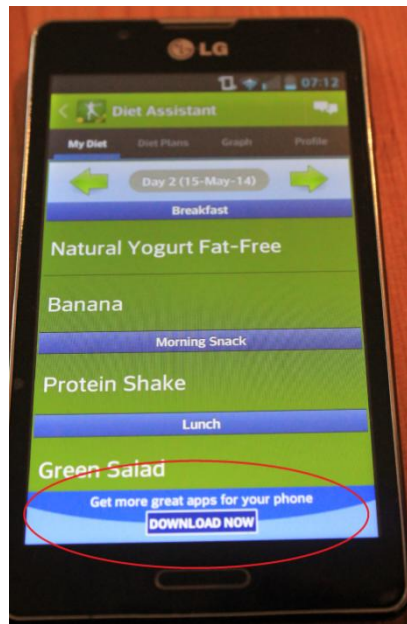 LG
07:12
Diet Assistant
My Diet
Diet Plans
Graph
Profile
Day 2 (15-May-14)
Breakfast
Natural Yogurt Fat-Free
Banana
Morning Snack
Protein Shake
Lunch
Green Salad
Get more great apps for your phone
DOWNLOAD NOW